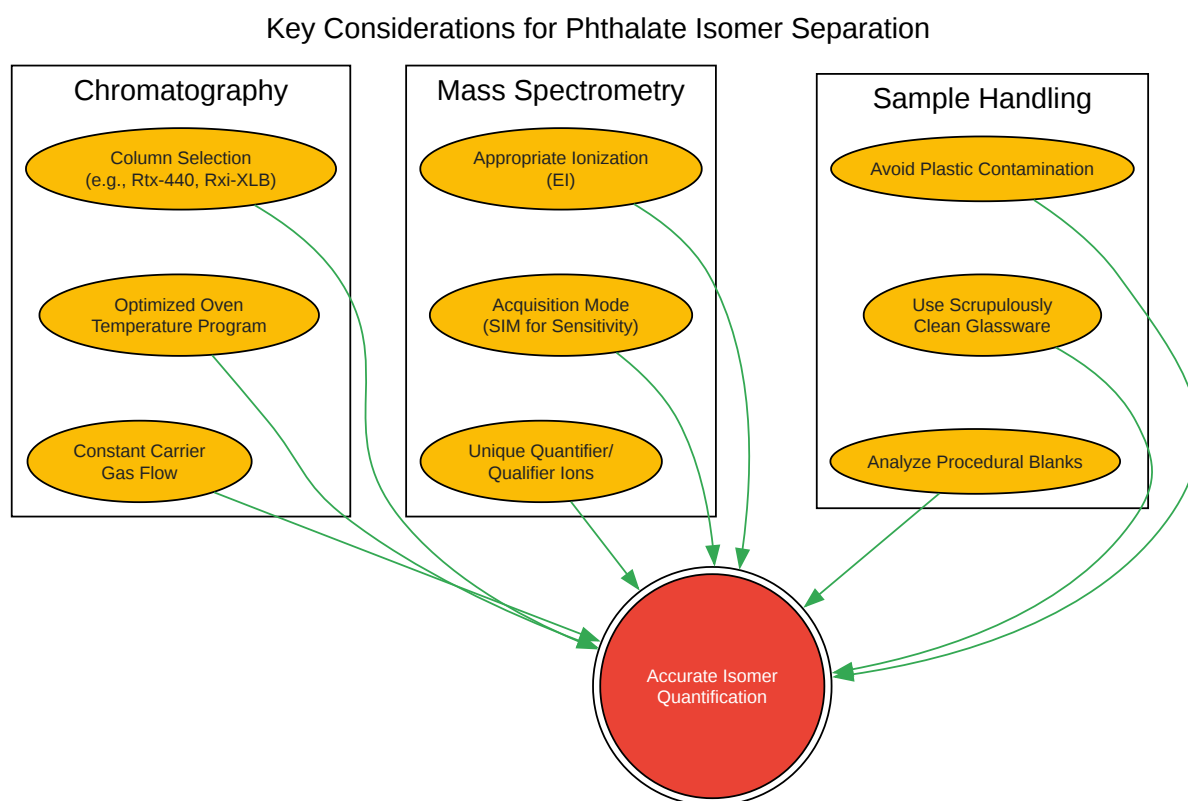 Key Considerations for Phthalate Isomer Separation
Chromatography
Column Selection
(e.g., Rtx-440, Rxi-XLB)
Optimized Oven
Temperature Program
Constant Carrier
Gas Flow
Mass Spectrometry
Appropriate Ionization
(EI)
Acquisition Mode
(SIM for Sensitivity)
Unique Quantifier/
Qualifier Ions
Sample Handling
Avoid Plastic Contamination
Use Scrupulously
Clean Glassware
Analyze Procedural Blanks
Accurate Isomer
Quantification